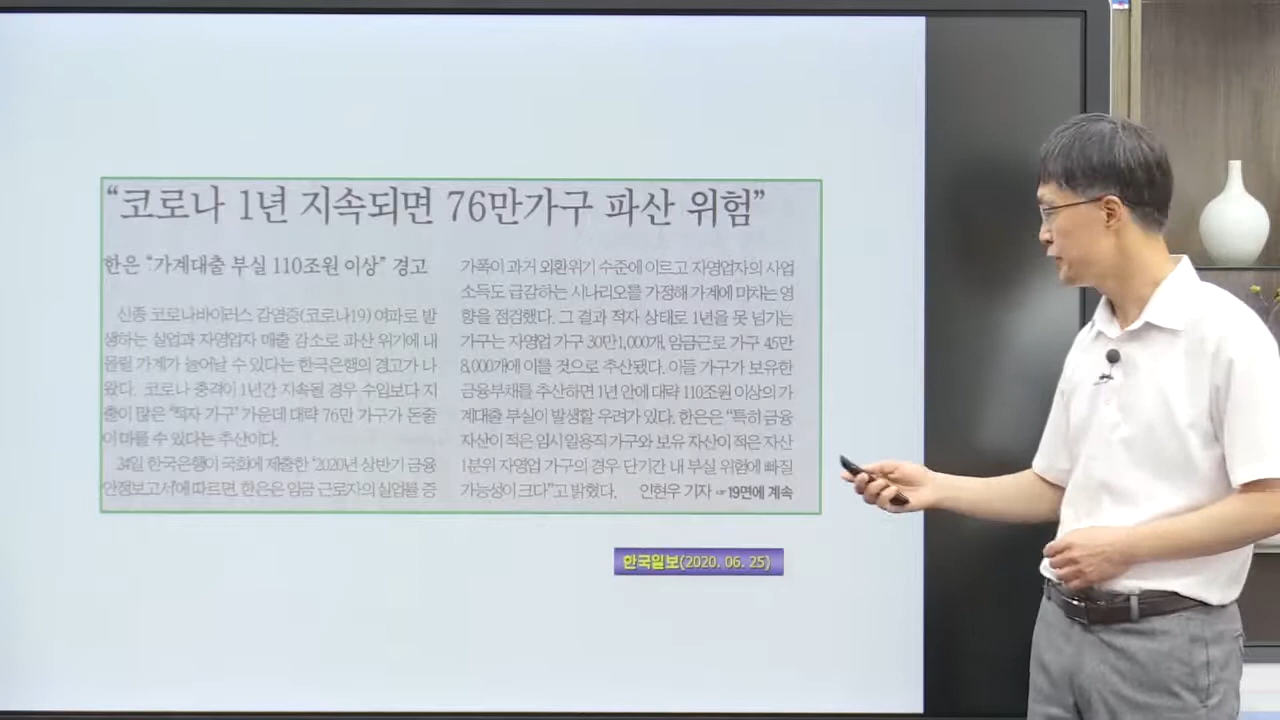 “코로나 1년 지속되면 76만가구 파산 위험”
한은 “가계대출 부실 110조원 이상” 경고
신종 코로나바이러스 감염증(코로나19) 여파로 발
생하는 실업과 자영업자 매출 감소로 파산 위기에 내
몰릴 가계가 늘어날 수 있다는 한국은행의 경고가 나
왔다. 코로나 충격이 1년간 지속될 경우 수입보다 지
출이 많은 “적자 가구” 가운데 대략 76만 가구가 돈줄
이 마를 수 있다는 추산이다.
24일 한국은행이 국회에 제출한 ‘2020년 상반기 금융
안정보고서’에 따르면, 한은은 임금 근로자의 실업률 증
가폭이 과거 외환위기 수준에 이르고 자영업자의 사업
소득도 급감하는 시나리오를 가정해 가계에 미치는 영
향을 점검했다. 그 결과 적자 상태로 1년을 못 넘기는
가구는 자영업 가구 30만1,000개, 임금근로 가구 45만
8,000개에 이를 것으로 추산됐다. 이들 가구가 보유한
금융부채를 추산하면 1년 안에 대략 110조원 이상의 가
계대출 부실이 발생할 우려가 있다. 한은은 “특히 금융
자산이 적은 임시일용직 가구와 보유 자산이 적은 자산
1분위 자영업 가구의 경우 단기간 내 부실 위험에 빠질
가능성이 크다”고 밝혔다. 인현우 기자 ☞19면에 계속
한국일보(2020. 06. 25)